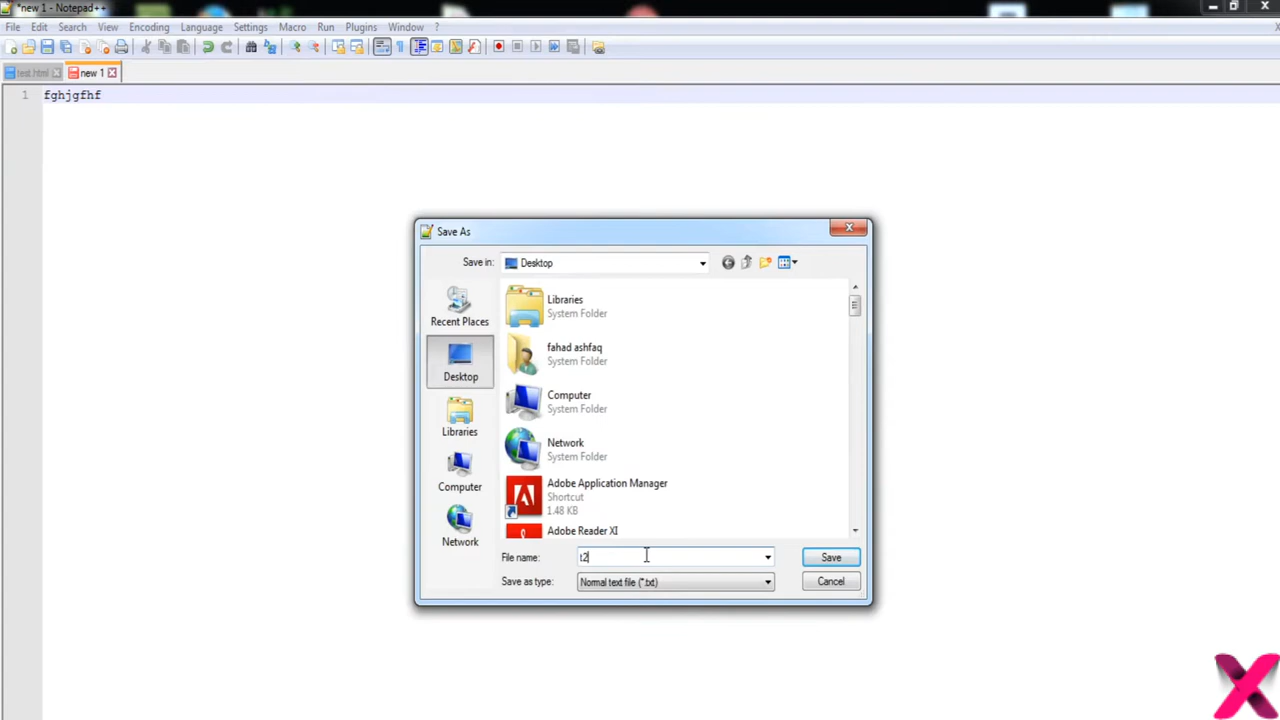 *new 1 - Notepad++
File Edit Search View Encoding Language Settings Macro Run Plugins Window ?
test.html new 1
1 fghjgfhf
Save As
Save in: Desktop
Recent Places
Desktop
Libraries
Computer
Network
Libraries
System Folder
fahad ashfaq
System Folder
Computer
System Folder
Network
System Folder
Adobe Application Manager
Shortcut
1.48 KB
Adobe Reader XI
File name: t2 Save
Save as type: Normal text file (*.txt) Cancel
X